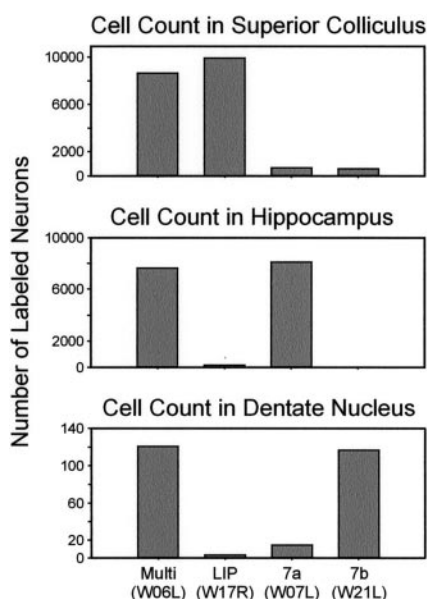 Cell Count in Superior Colliculus
10000
6000
2000
0
Cell Count in Hippocampus
10000
6000
2000
0
Number of Labeled Neurons
Cell Count in Dentate Nucleus
140
100
60
20
0
Multi LIP 7a 7b
(W06L) (W17R) (W07L) (W21L)